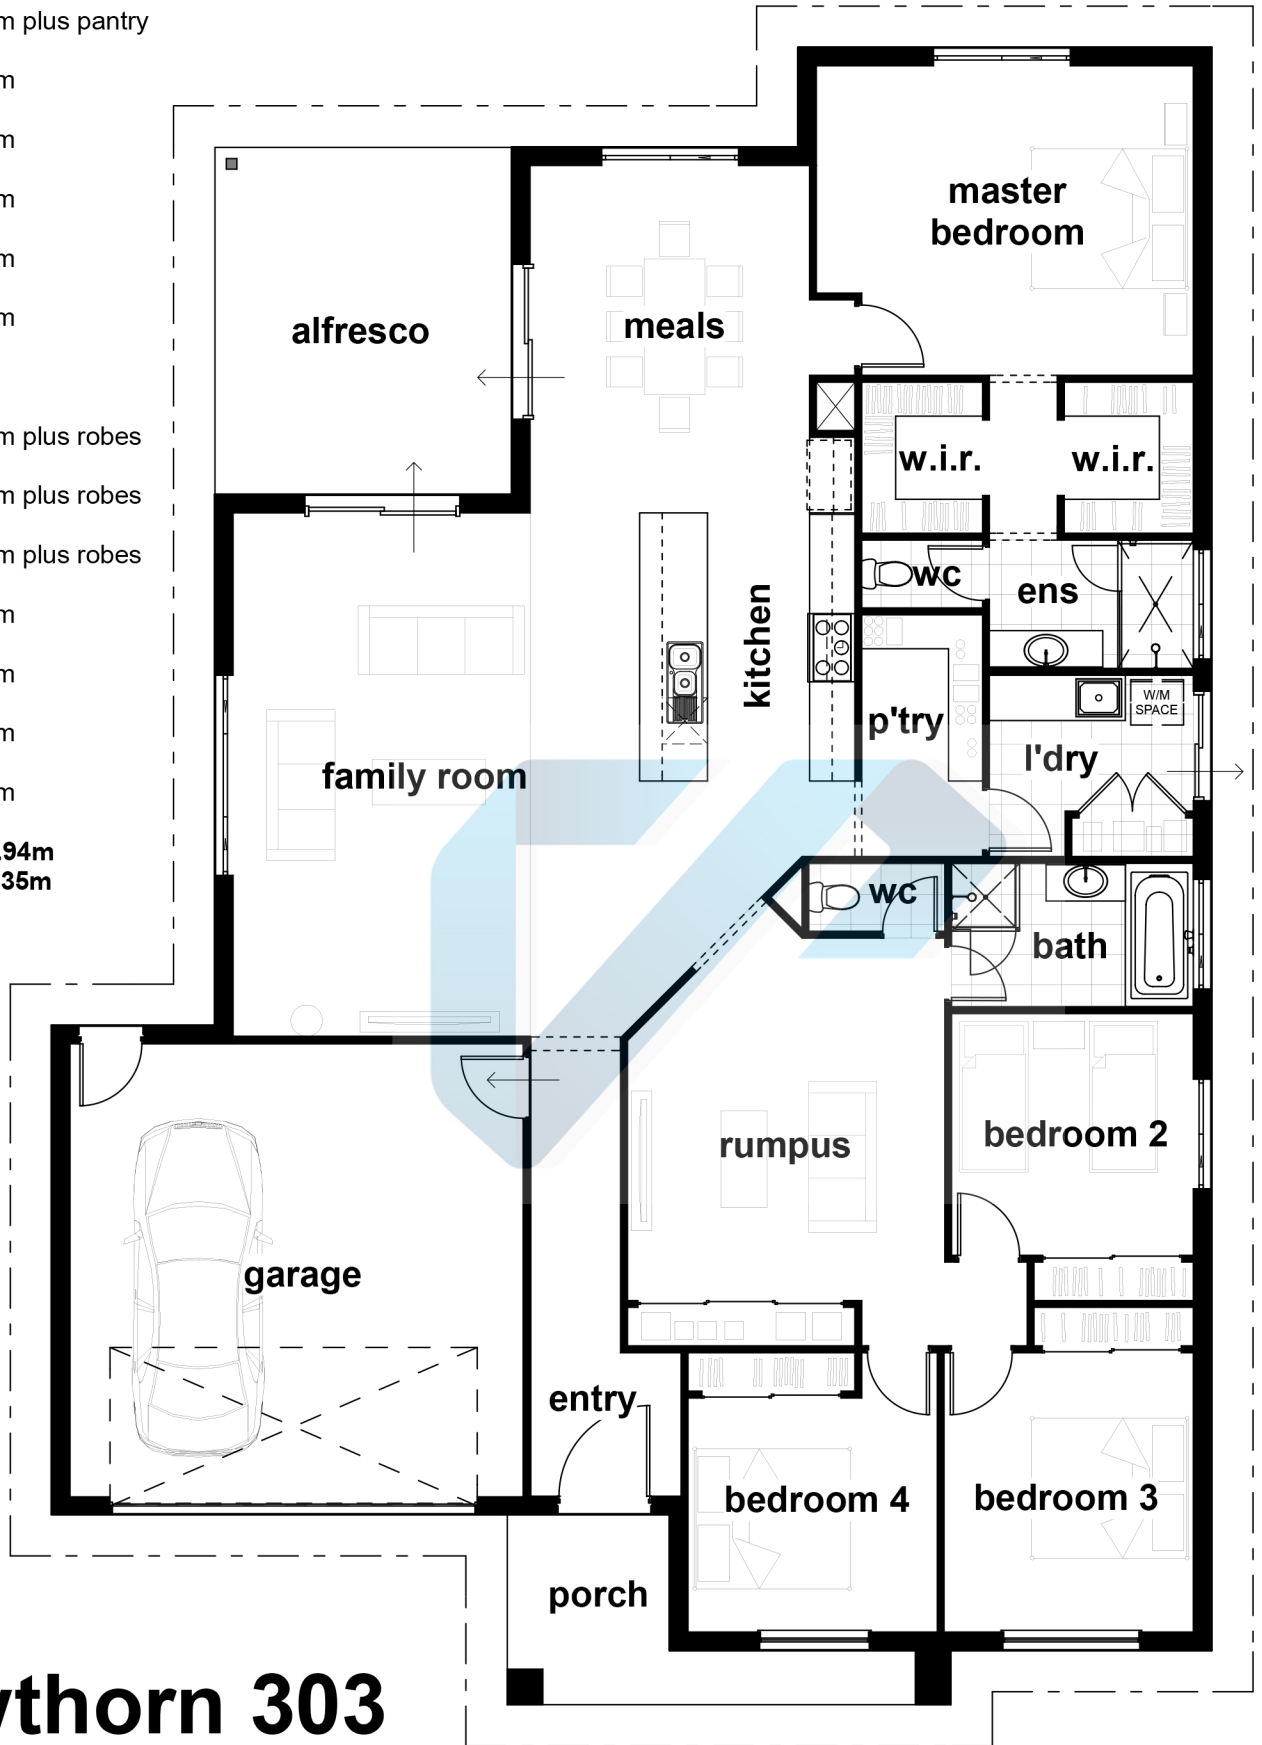 m plus pantry
m
m
m
m
m
m plus robes
m plus robes
m plus robes
m
m
m
m
.94m
35m
master
bedroom
alfresco
meals
w.i.r.
w.i.r.
wc
ens
kitchen
p'try
W/M
SPACE
l'dry
family room
wc
bath
rumpus
bedroom 2
garage
entry
bedroom 4
bedroom 3
porch
ythorn 303